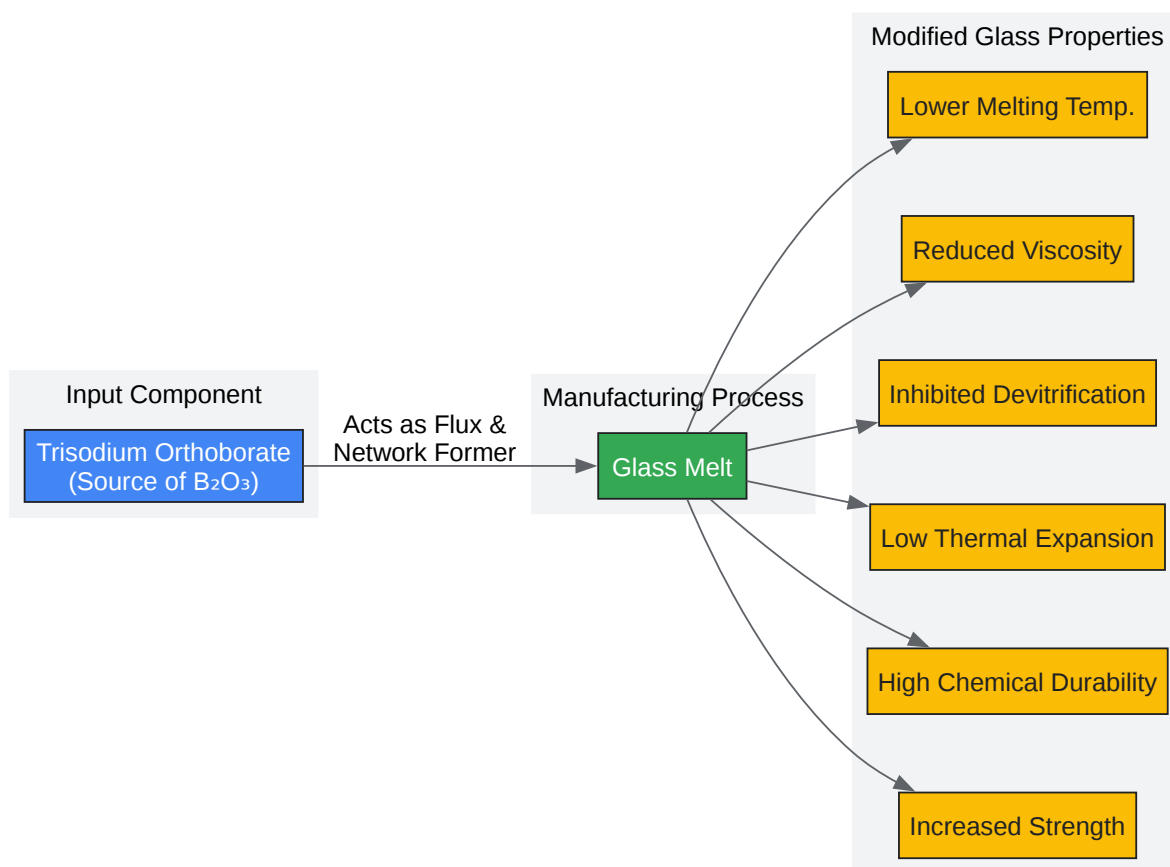 Input Component
Trisodium Orthoborate
(Source of B₂O₃)
Acts as Flux &
Network Former
Manufacturing Process
Glass Melt
Modified Glass Properties
Lower Melting Temp.
Reduced Viscosity
Inhibited Devitrification
Low Thermal Expansion
High Chemical Durability
Increased Strength